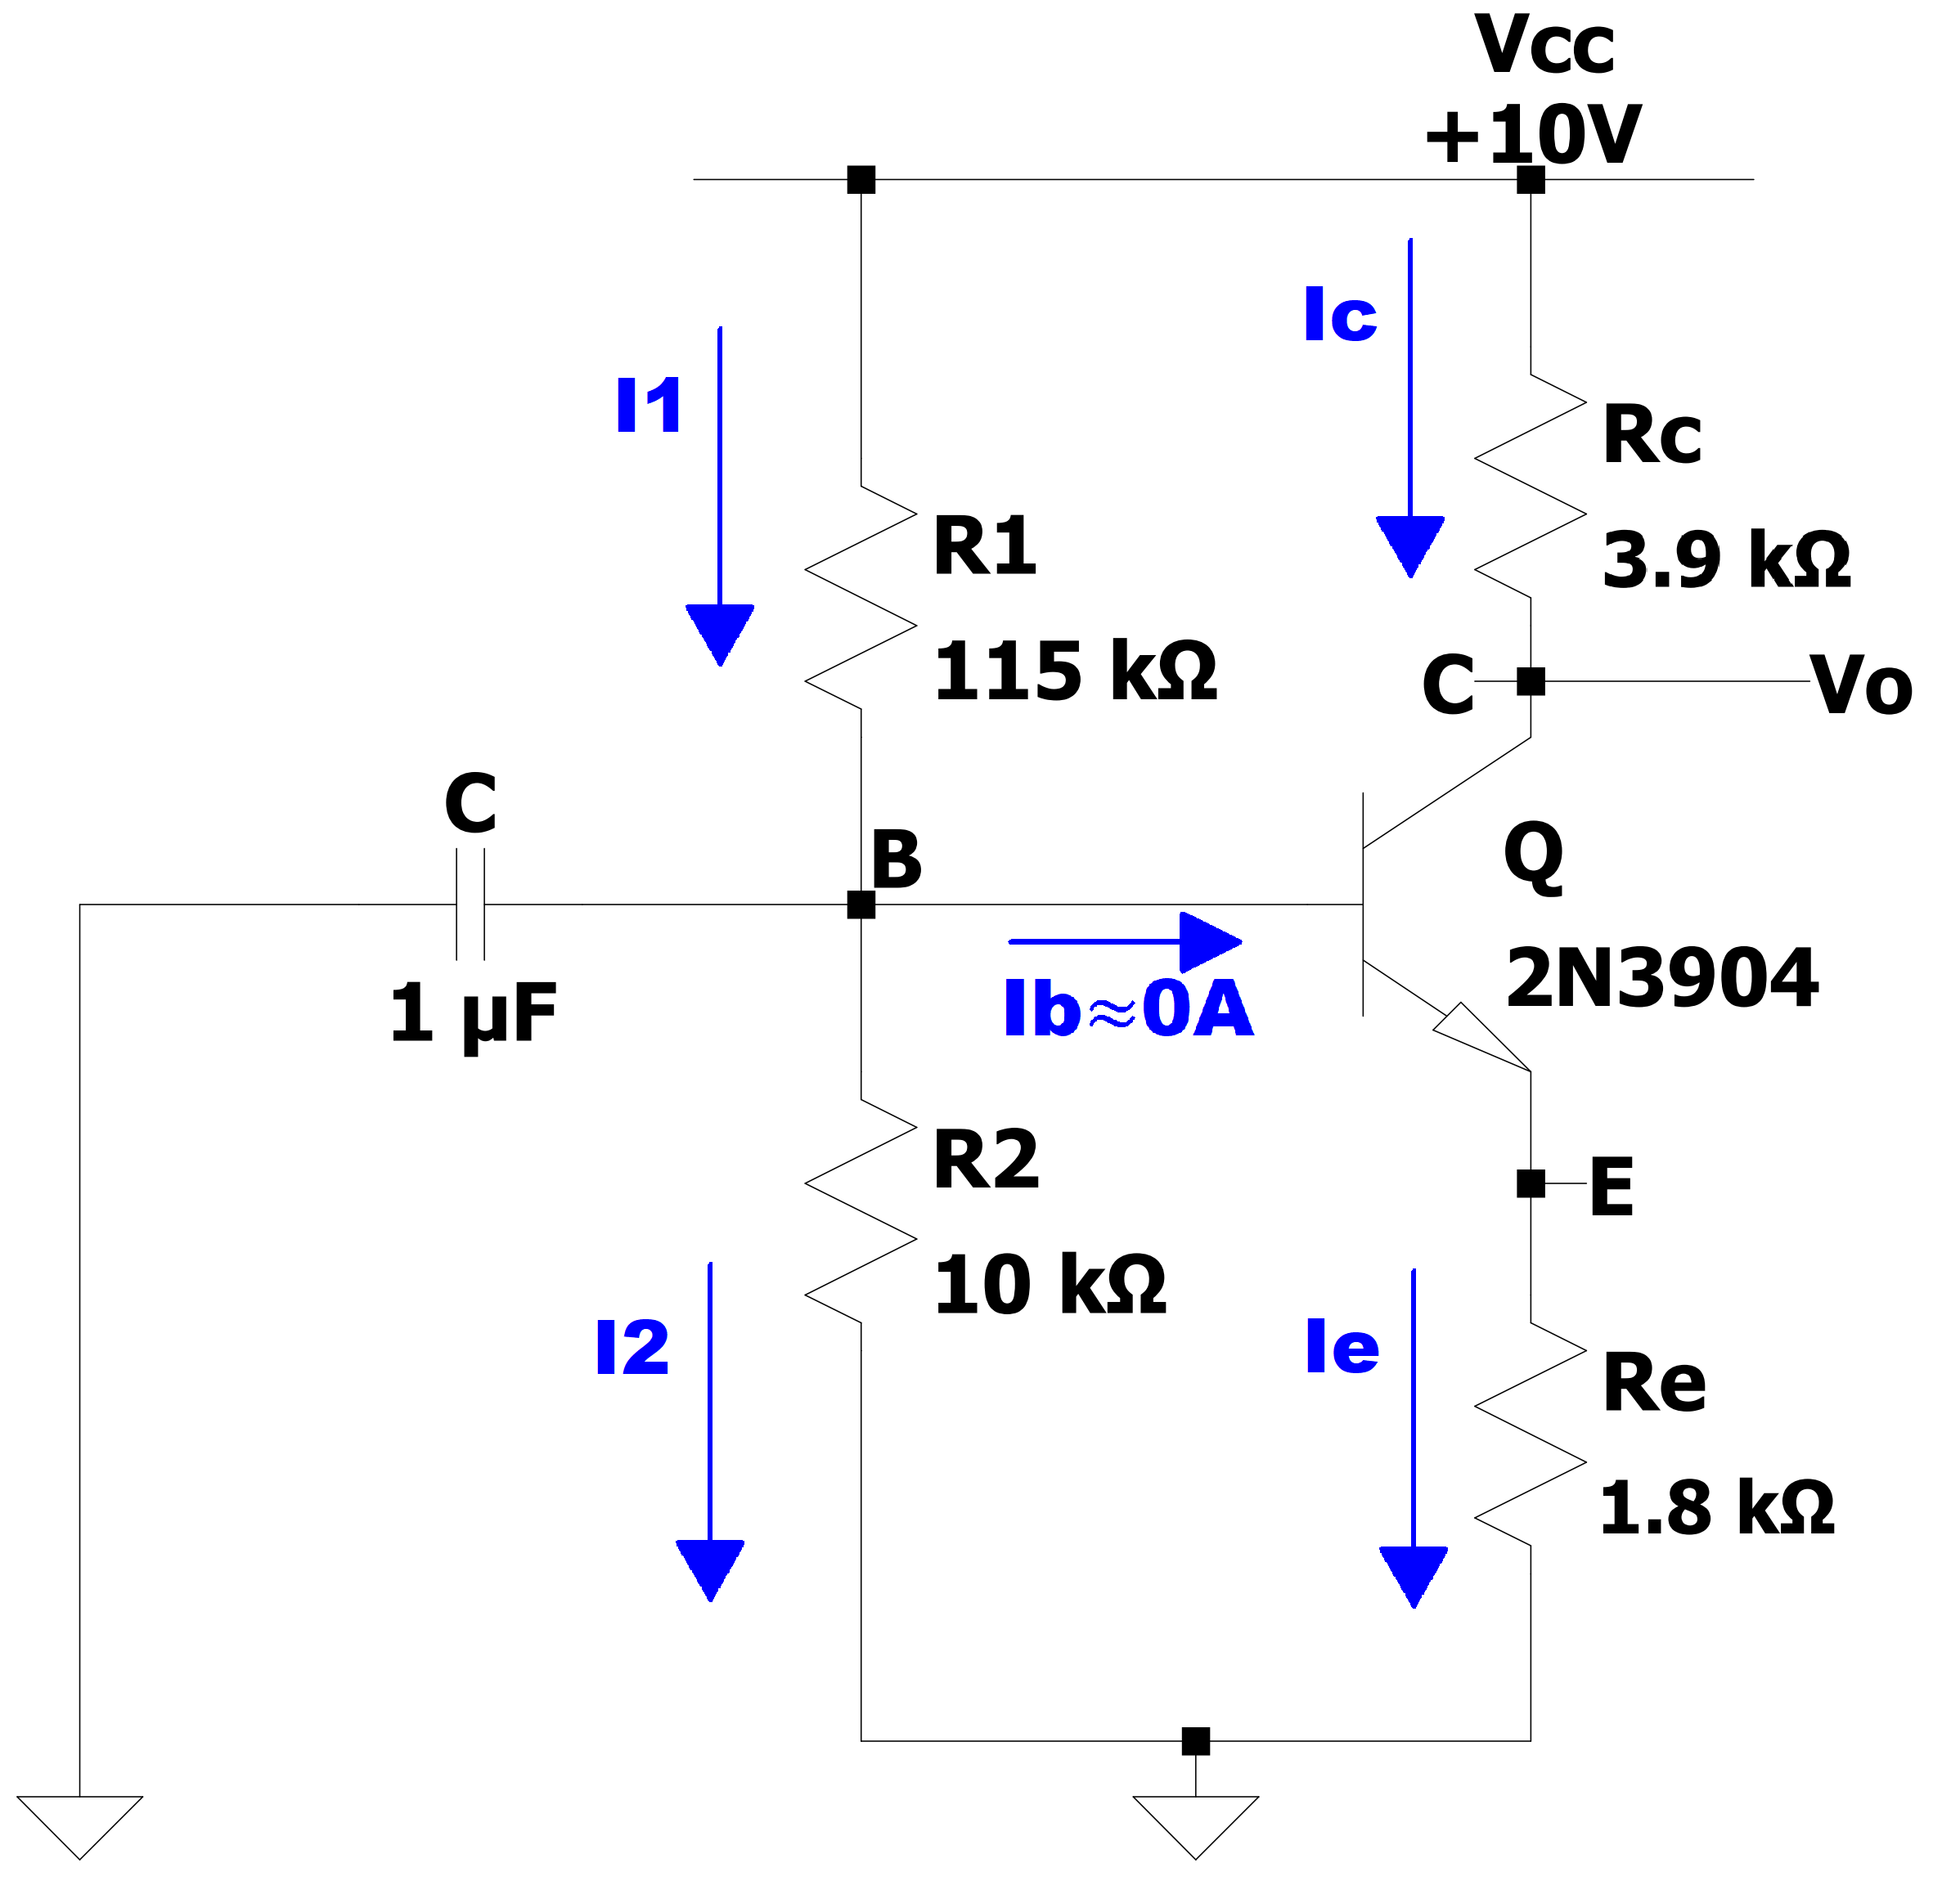 Vcc
+10V
Ic
I1
Rc
3.9 kΩ
R1
115 kΩ
C
Vo
C
1 µF
B
Q
2N3904
Ib≈0A
R2
10 kΩ
E
I2
Ie
Re
1.8 kΩ